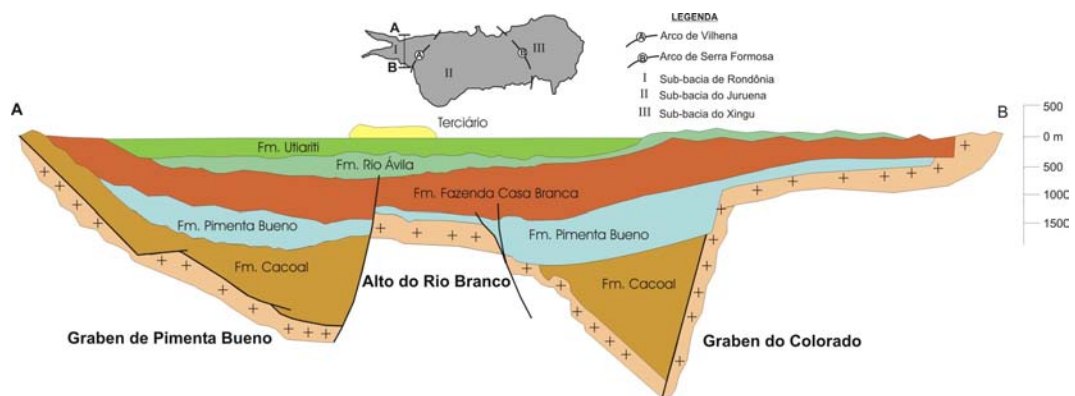 LEGENDA
A Arco de Vilhena
B Arco de Serra Formosa
I Sub-bacia de Rondônia
II Sub-bacia do Juruena
III Sub-bacia do Xingu
A
B
I
A
II
B
III
A
B
Terciário
Fm. Utiariti
Fm. Rio Ávila
Fm. Fazenda Casa Branca
Fm. Pimenta Bueno
Fm. Pimenta Bueno
Fm. Cacoal
Fm. Cacoal
Alto do Rio Branco
Graben de Pimenta Bueno
Graben do Colorado
500
0 m
500
1000
1500